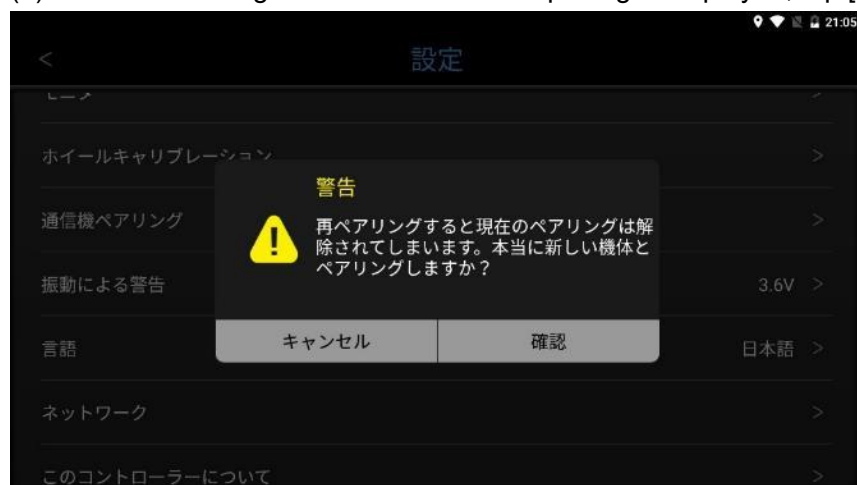 21:05
<
設定
モニタ
>
ホイールキャリブレーション
>
通信機ペアリング
>
振動による警告
3.6V >
言語
日本語 >
ネットワーク
>
このコントローラーについて
>
警告
再ペアリングすると現在のペアリングは解
除されてしまいます。本当に新しい機体と
ペアリングしますか？
キャンセル
確認